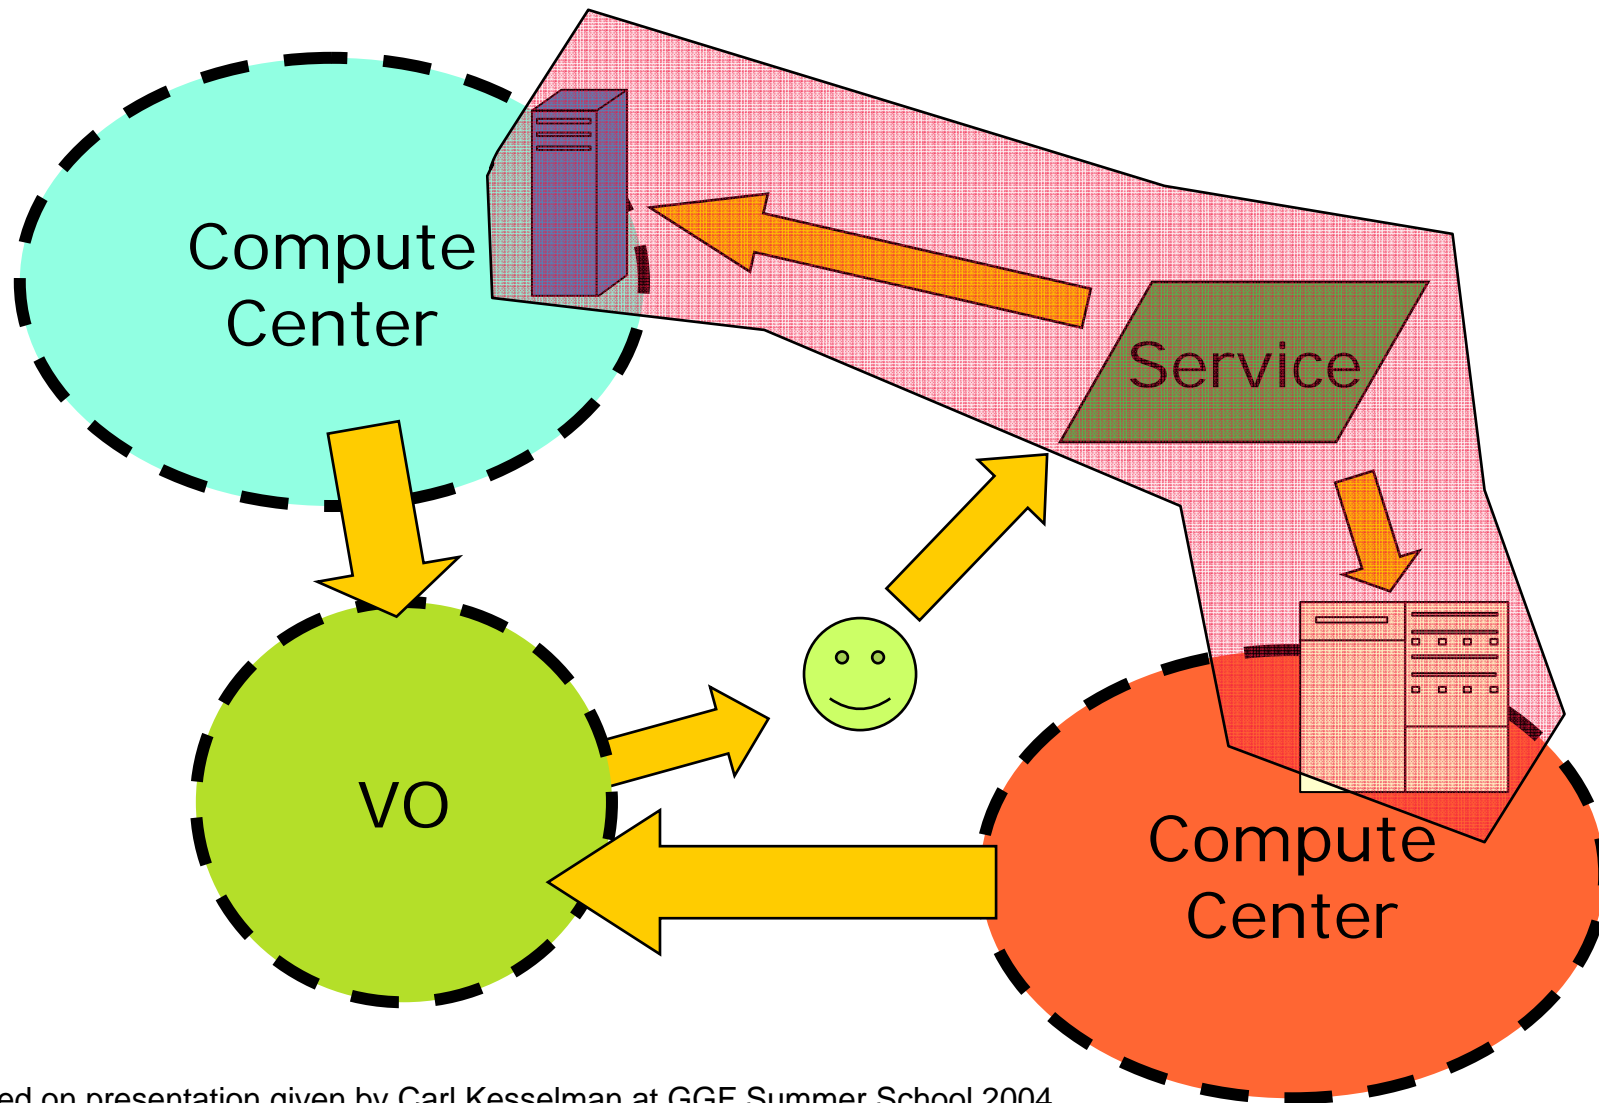 Compute
Center
Service
VO
Compute
Center
ed on presentation given by Carl Kesselman at GGF Summer School 2004